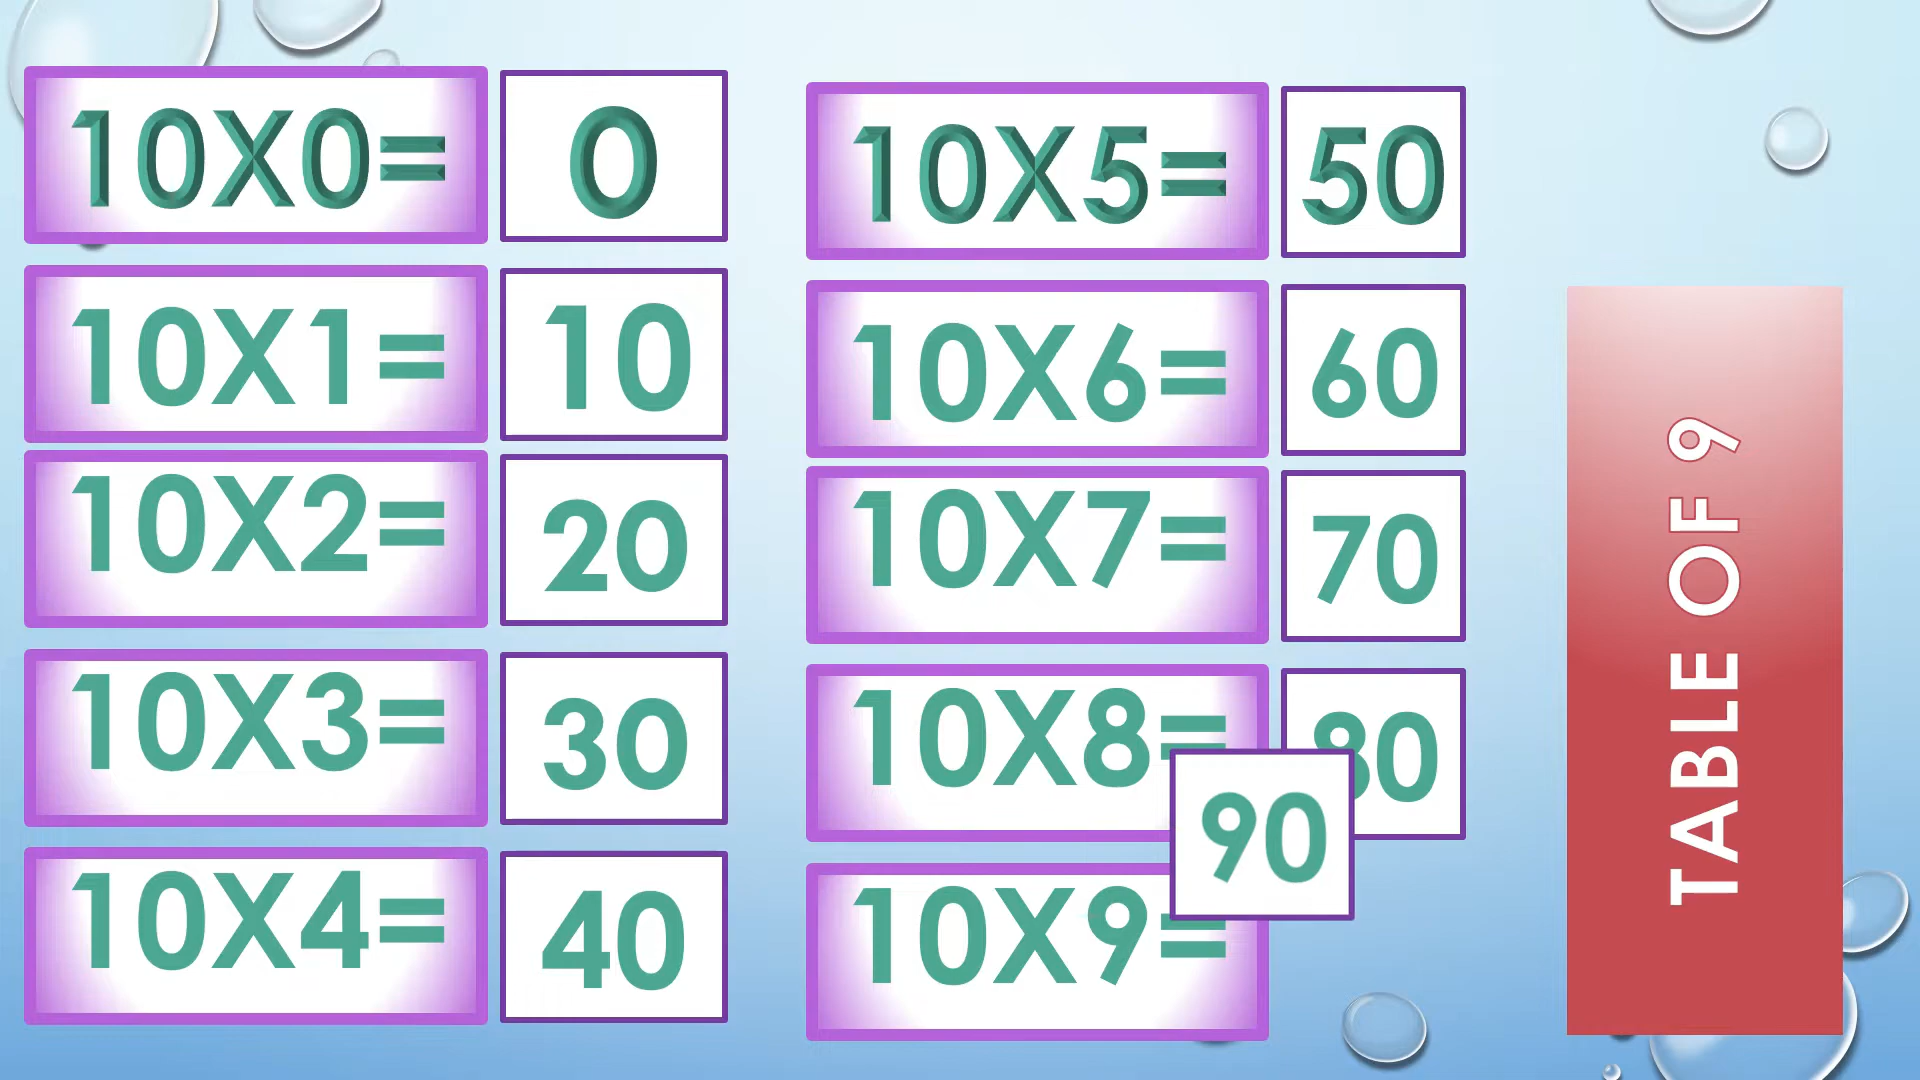 10X0= 0
10X1= 10
10X2= 20
10X3= 30
10X4= 40
10X5= 50
10X6= 60
10X7= 70
10X8= 80
10X9= 90
TABLE OF 9